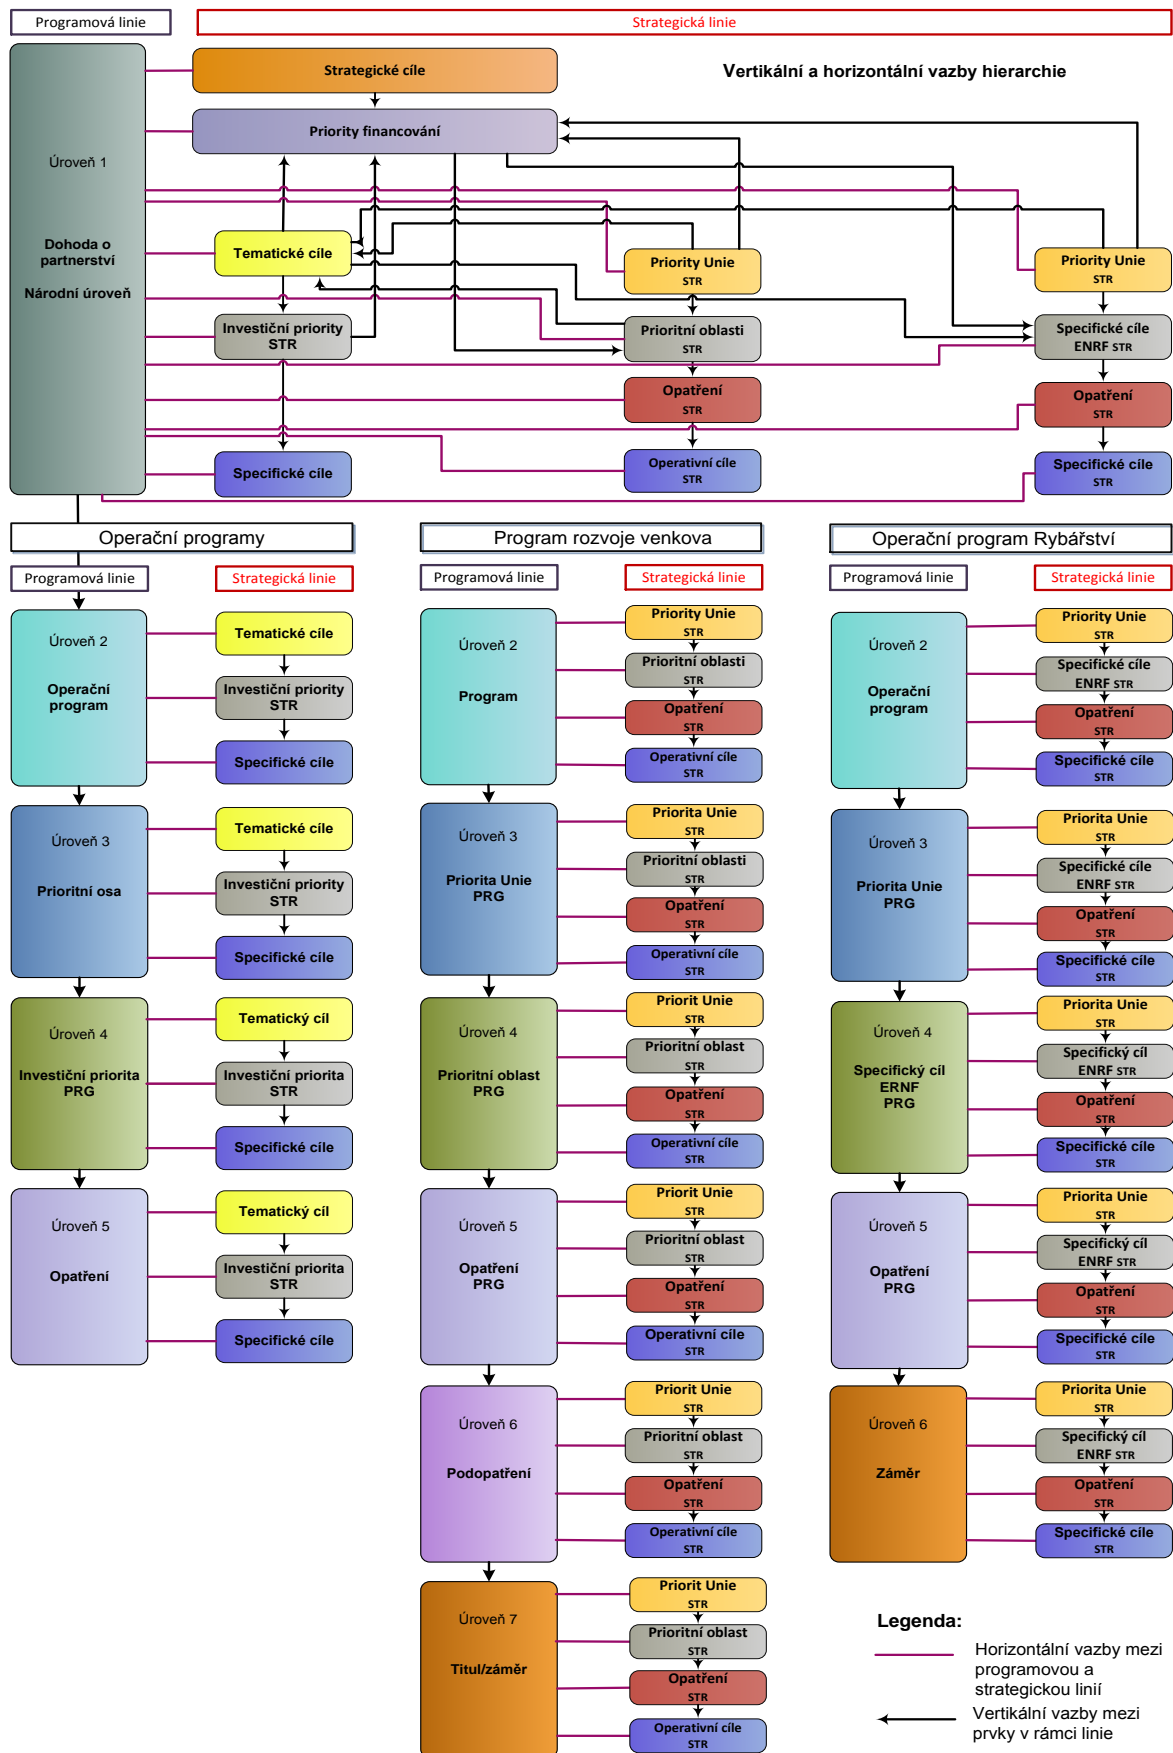 Programová linie
Strategická linie
Strategické cíle
Vertikální a horizontální vazby hierarchie
Priority financování
Úroveň 1
Dohoda o
partnerství
Národní úroveň
Tematické cíle
Investiční priority
STR
Specifické cíle
Priority Unie
STR
Prioritní oblasti
STR
Opatření
STR
Operativní cíle
STR
Priority Unie
STR
Specifické cíle
ENRF STR
Opatření
STR
Specifické cíle
STR
Operační programy
Programová linie
Strategická linie
Úroveň 2
Operační
program
Tematické cíle
Investiční priority
STR
Specifické cíle
Úroveň 3
Prioritní osa
Tematické cíle
Investiční priority
STR
Specifické cíle
Úroveň 4
Investiční priorita
PRG
Tematický cíl
Investiční priorita
STR
Specifické cíle
Úroveň 5
Opatření
Tematický cíl
Investiční priorita
STR
Specifické cíle
Program rozvoje venkova
Programová linie
Strategická linie
Úroveň 2
Program
Priority Unie
STR
Prioritní oblasti
STR
Opatření
STR
Operativní cíle
STR
Úroveň 3
Priorita Unie
PRG
Priorita Unie
STR
Prioritní oblasti
STR
Opatření
STR
Operativní cíle
STR
Úroveň 4
Prioritní oblast
PRG
Priorit Unie
STR
Prioritní oblast
STR
Opatření
STR
Operativní cíle
STR
Úroveň 5
Opatření
PRG
Priorit Unie
STR
Prioritní oblast
STR
Opatření
STR
Operativní cíle
STR
Úroveň 6
Podopatření
Priorit Unie
STR
Prioritní oblast
STR
Opatření
STR
Operativní cíle
STR
Úroveň 7
Titul/záměr
Priorit Unie
STR
Prioritní oblast
STR
Opatření
STR
Operativní cíle
STR
Operační program Rybářství
Programová linie
Strategická linie
Úroveň 2
Operační
program
Priority Unie
STR
Specifické cíle
ENRF STR
Opatření
STR
Specifické cíle
STR
Úroveň 3
Priorita Unie
PRG
Priorita Unie
STR
Specifické cíle
ENRF STR
Opatření
STR
Specifické cíle
STR
Úroveň 4
Specifický cíl
ERNF
PRG
Priorita Unie
STR
Specifický cíl
ENRF STR
Opatření
STR
Specifické cíle
STR
Úroveň 5
Opatření
PRG
Priorita Unie
STR
Specifický cíl
ENRF STR
Opatření
STR
Specifické cíle
STR
Úroveň 6
Záměr
Priorita Unie
STR
Specifický cíl
ENRF STR
Opatření
STR
Specifické cíle
STR
Legenda:
Horizontální vazby mezi
programovou a
strategickou linií
Vertikální vazby mezi
prvky v rámci linie